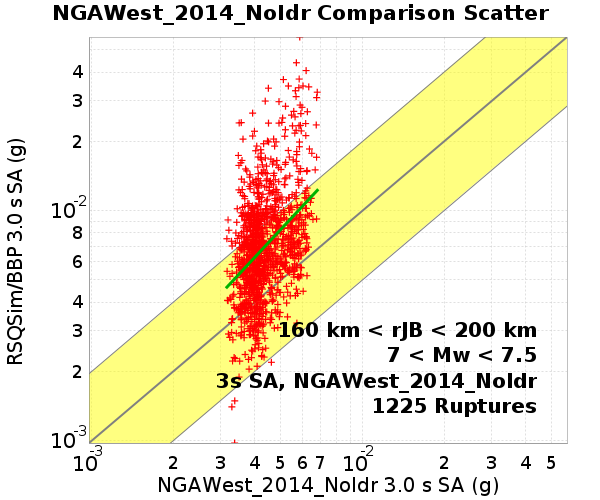 NGAWest_2014_NoIdr Comparison Scatter
RSQSim/BBP 3.0 s SA (g)
4
3
2
10-2
8
6
4
3
2
10-3
160 km < rJB < 200 km
7 < Mw < 7.5
3s SA, NGAWest_2014_NoIdr
1225 Ruptures
10-3 2 3 4 5 6 7 10-2 2 3 4 5
NGAWest_2014_NoIdr 3.0 s SA (g)